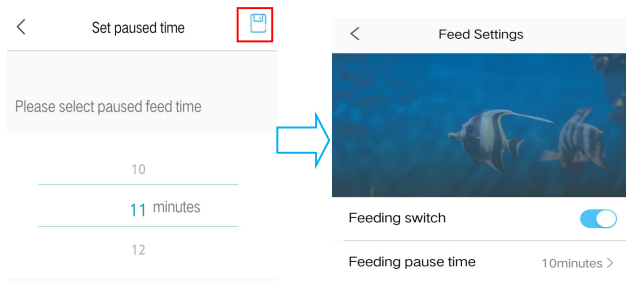 Set paused time
Please select paused feed time
10
11 minutes
12
Feed Settings
Feeding switch
Feeding pause time 10minutes >